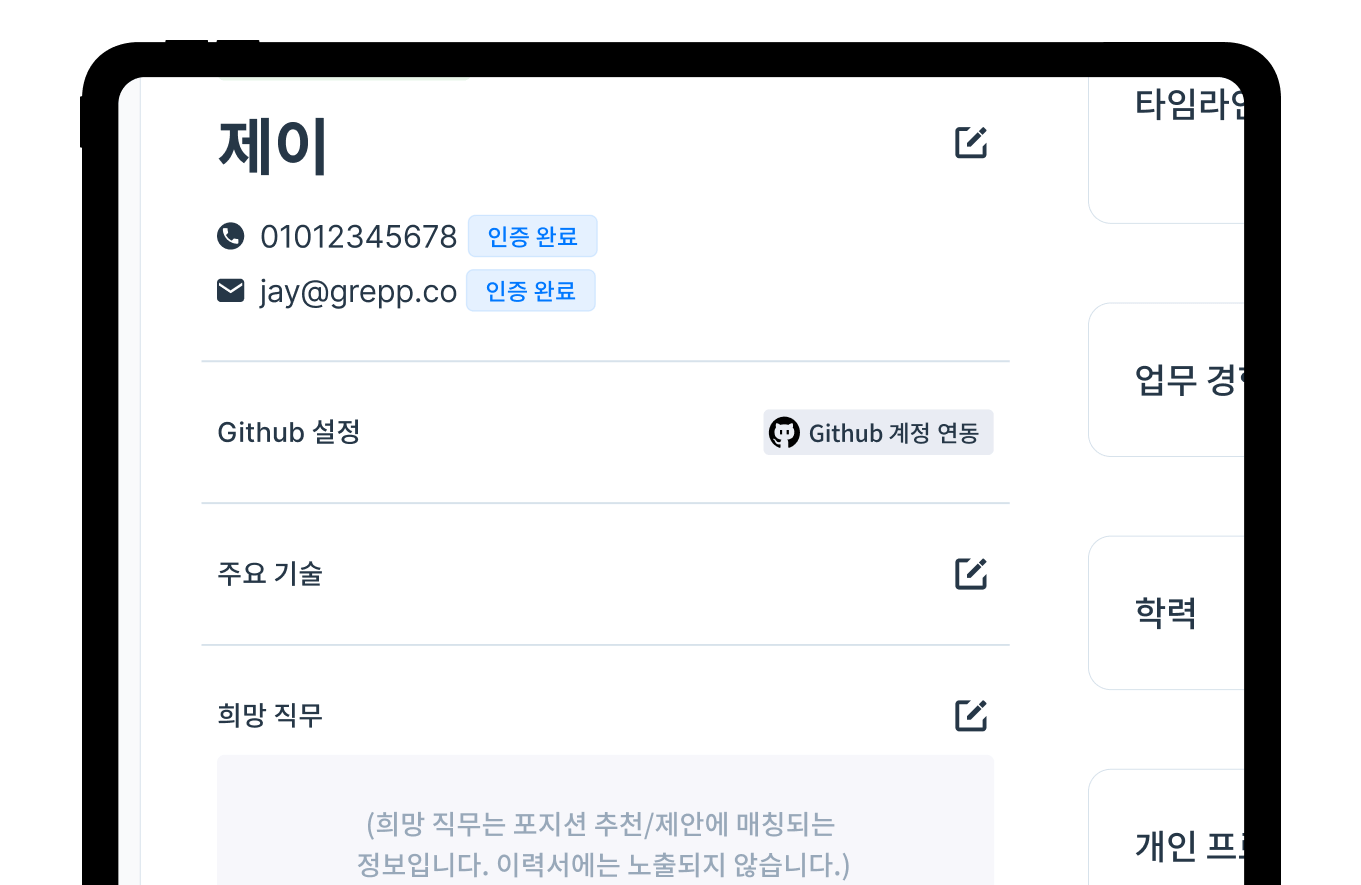 제이
01012345678 인증 완료
jay@grepp.co 인증 완료
Github 설정
Github 계정 연동
주요 기술
희망 직무
(희망 직무는 포지션 추천/제안에 매칭되는
정보입니다. 이력서에는 노출되지 않습니다.)
타임라인
업무 경험
학력
개인 프